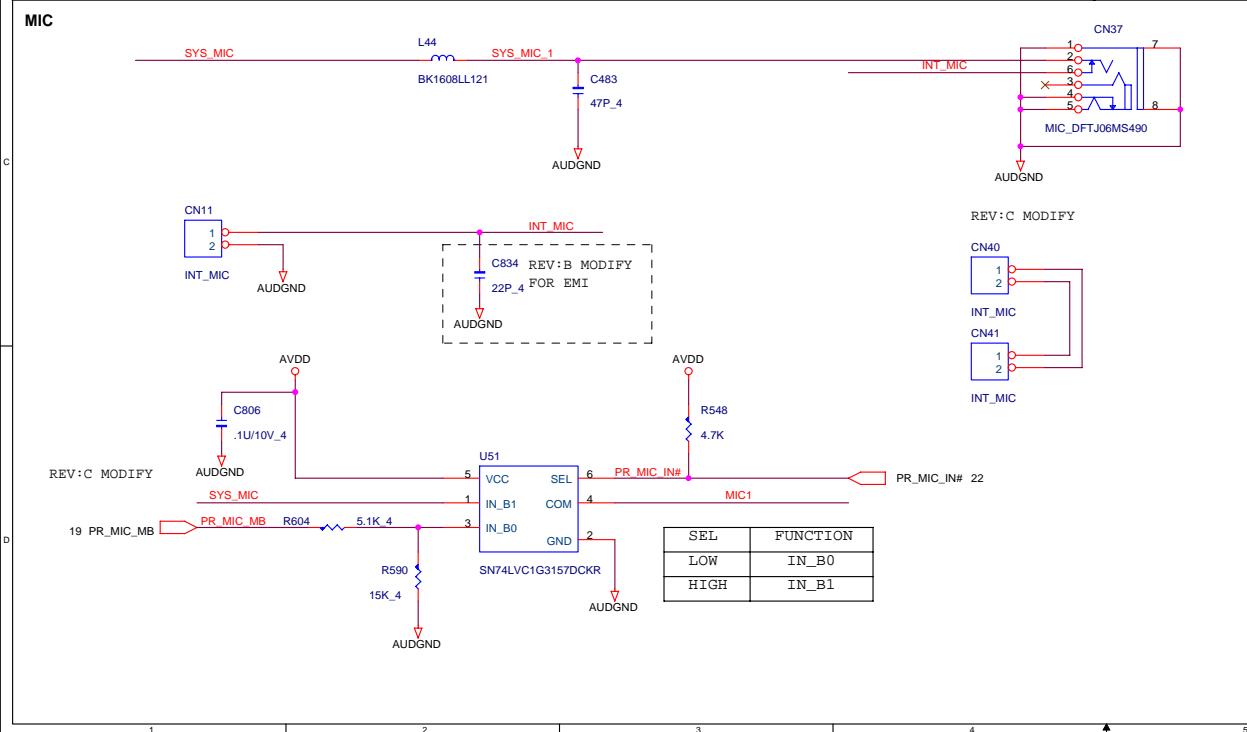 MIC
CN37
L44
SYS_MIC
SYS_MIC_1
BK1608LL121
C483
47P_4
AUDGND
INT_MIC
1
2
6
3
4
5
7
8
MIC_DFTJ06MS490
AUDGND
C
CN11
1
2
INT_MIC
AUDGND
INT_MIC
C834
22P_4
REV:B MODIFY
FOR EMI
AUDGND
REV:C MODIFY
CN40
1
2
INT_MIC
CN41
1
2
INT_MIC
AVDD
C806
.1U/10V_4
AUDGND
AVDD
R548
4.7K
REV:C MODIFY
U51
5 VCC SEL 6
PR_MIC_IN#
PR_MIC_IN# 22
SYS_MIC
1 IN_B1 COM 4
MIC1
19 PR_MIC_MB
PR_MIC_MB
R604 5.1K_4
3 IN_B0
GND 2
SN74LVC1G3157DCKR
R590
15K_4
AUDGND
AUDGND
SEL FUNCTION
LOW IN_B0
HIGH IN_B1
D
1 2 3 4 5